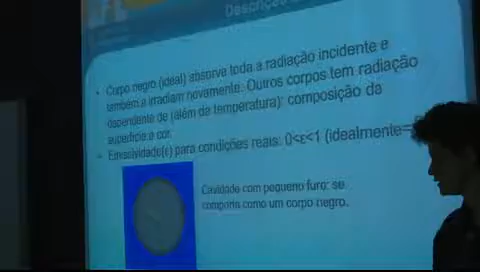 Descrição
• Corpo negro (ideal) absorve toda a radiação incidente e
também a irradiam novamente. Outros corpos tem radiação
dependente de (além da temperatura): composição da
superfície e cor.
• Emissividade(ε) para condições reais: 0<ε<1 (idealmente=
Cavidade com pequeno furo: se
comporta como um corpo negro.